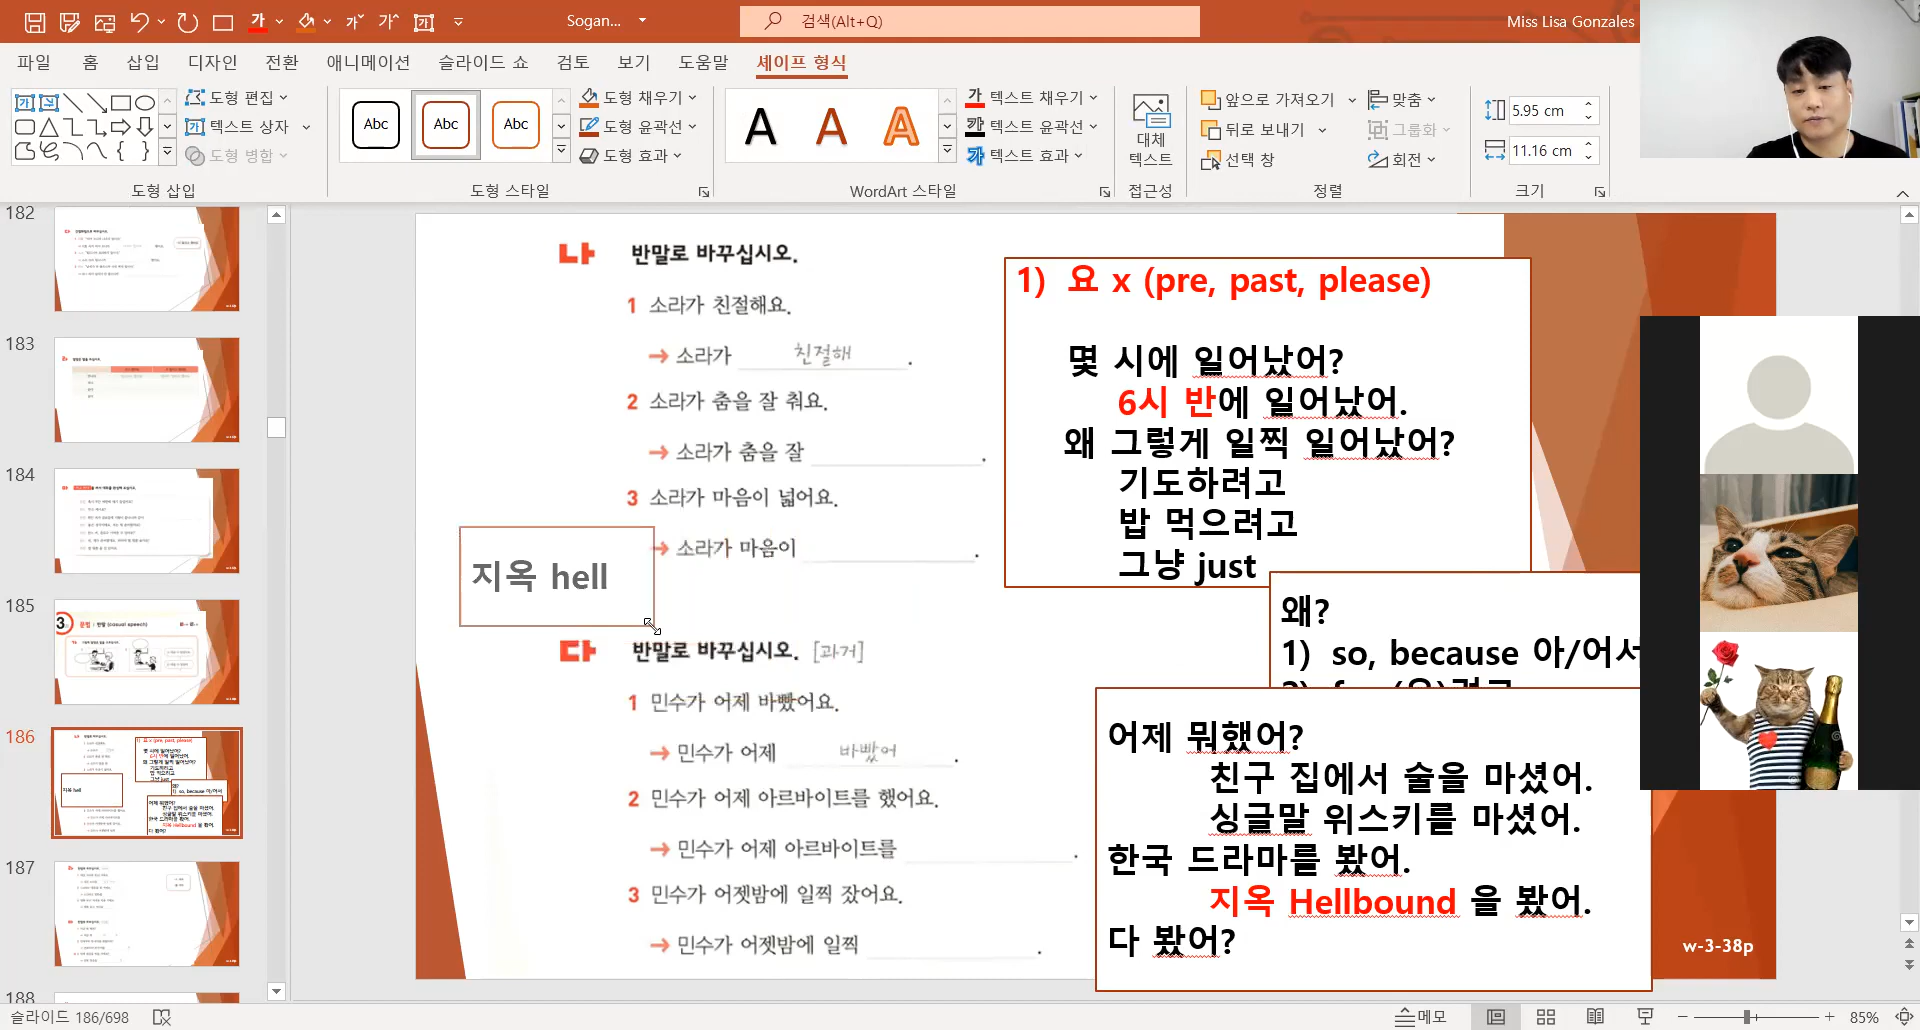 Sogan...
검색(Alt+Q)
Miss Lisa Gonzales
파일 홈 삽입 디자인 전환 애니메이션 슬라이드 쇼 검토 보기 도움말 셰이프 형식
도형 편집
텍스트 상자
도형 병합
도형 삽입
Abc Abc Abc
도형 채우기
도형 윤곽선
도형 효과
도형 스타일
A A A
텍스트 채우기
텍스트 윤곽선
텍스트 효과
WordArt 스타일
대체
텍스트
접근성
앞으로 가져오기
뒤로 보내기
선택 창
맞춤
그룹화
회전
정렬
5.95 cm
11.16 cm
크기
182
183
184
185
186
187
188
나 반말로 바꾸십시오.
1 소라가 친절해요.
→ 소라가 친절해 .
2 소라가 춤을 잘 춰요.
→ 소라가 춤을 잘 .
3 소라가 마음이 넓어요.
→ 소라가 마음이 .
지옥 hell
다 반말로 바꾸십시오. [과거]
1 민수가 어제 바빴어요.
→ 민수가 어제 바빴어 .
2 민수가 어제 아르바이트를 했어요.
→ 민수가 어제 아르바이트를 .
3 민수가 어젯밤에 일찍 잤어요.
→ 민수가 어젯밤에 일찍 .
1) 요 x (pre, past, please)
몇 시에 일어났어?
6시 반에 일어났어.
왜 그렇게 일찍 일어났어?
기도하려고
밥 먹으려고
그냥 just
왜?
1) so, because 아/어서
어제 뭐했어?
친구 집에서 술을 마셨어.
싱글말 위스키를 마셨어.
한국 드라마를 봤어.
지옥 Hellbound 을 봤어.
다 봤어?
w-3-38p
슬라이드 186/698
메모
85%